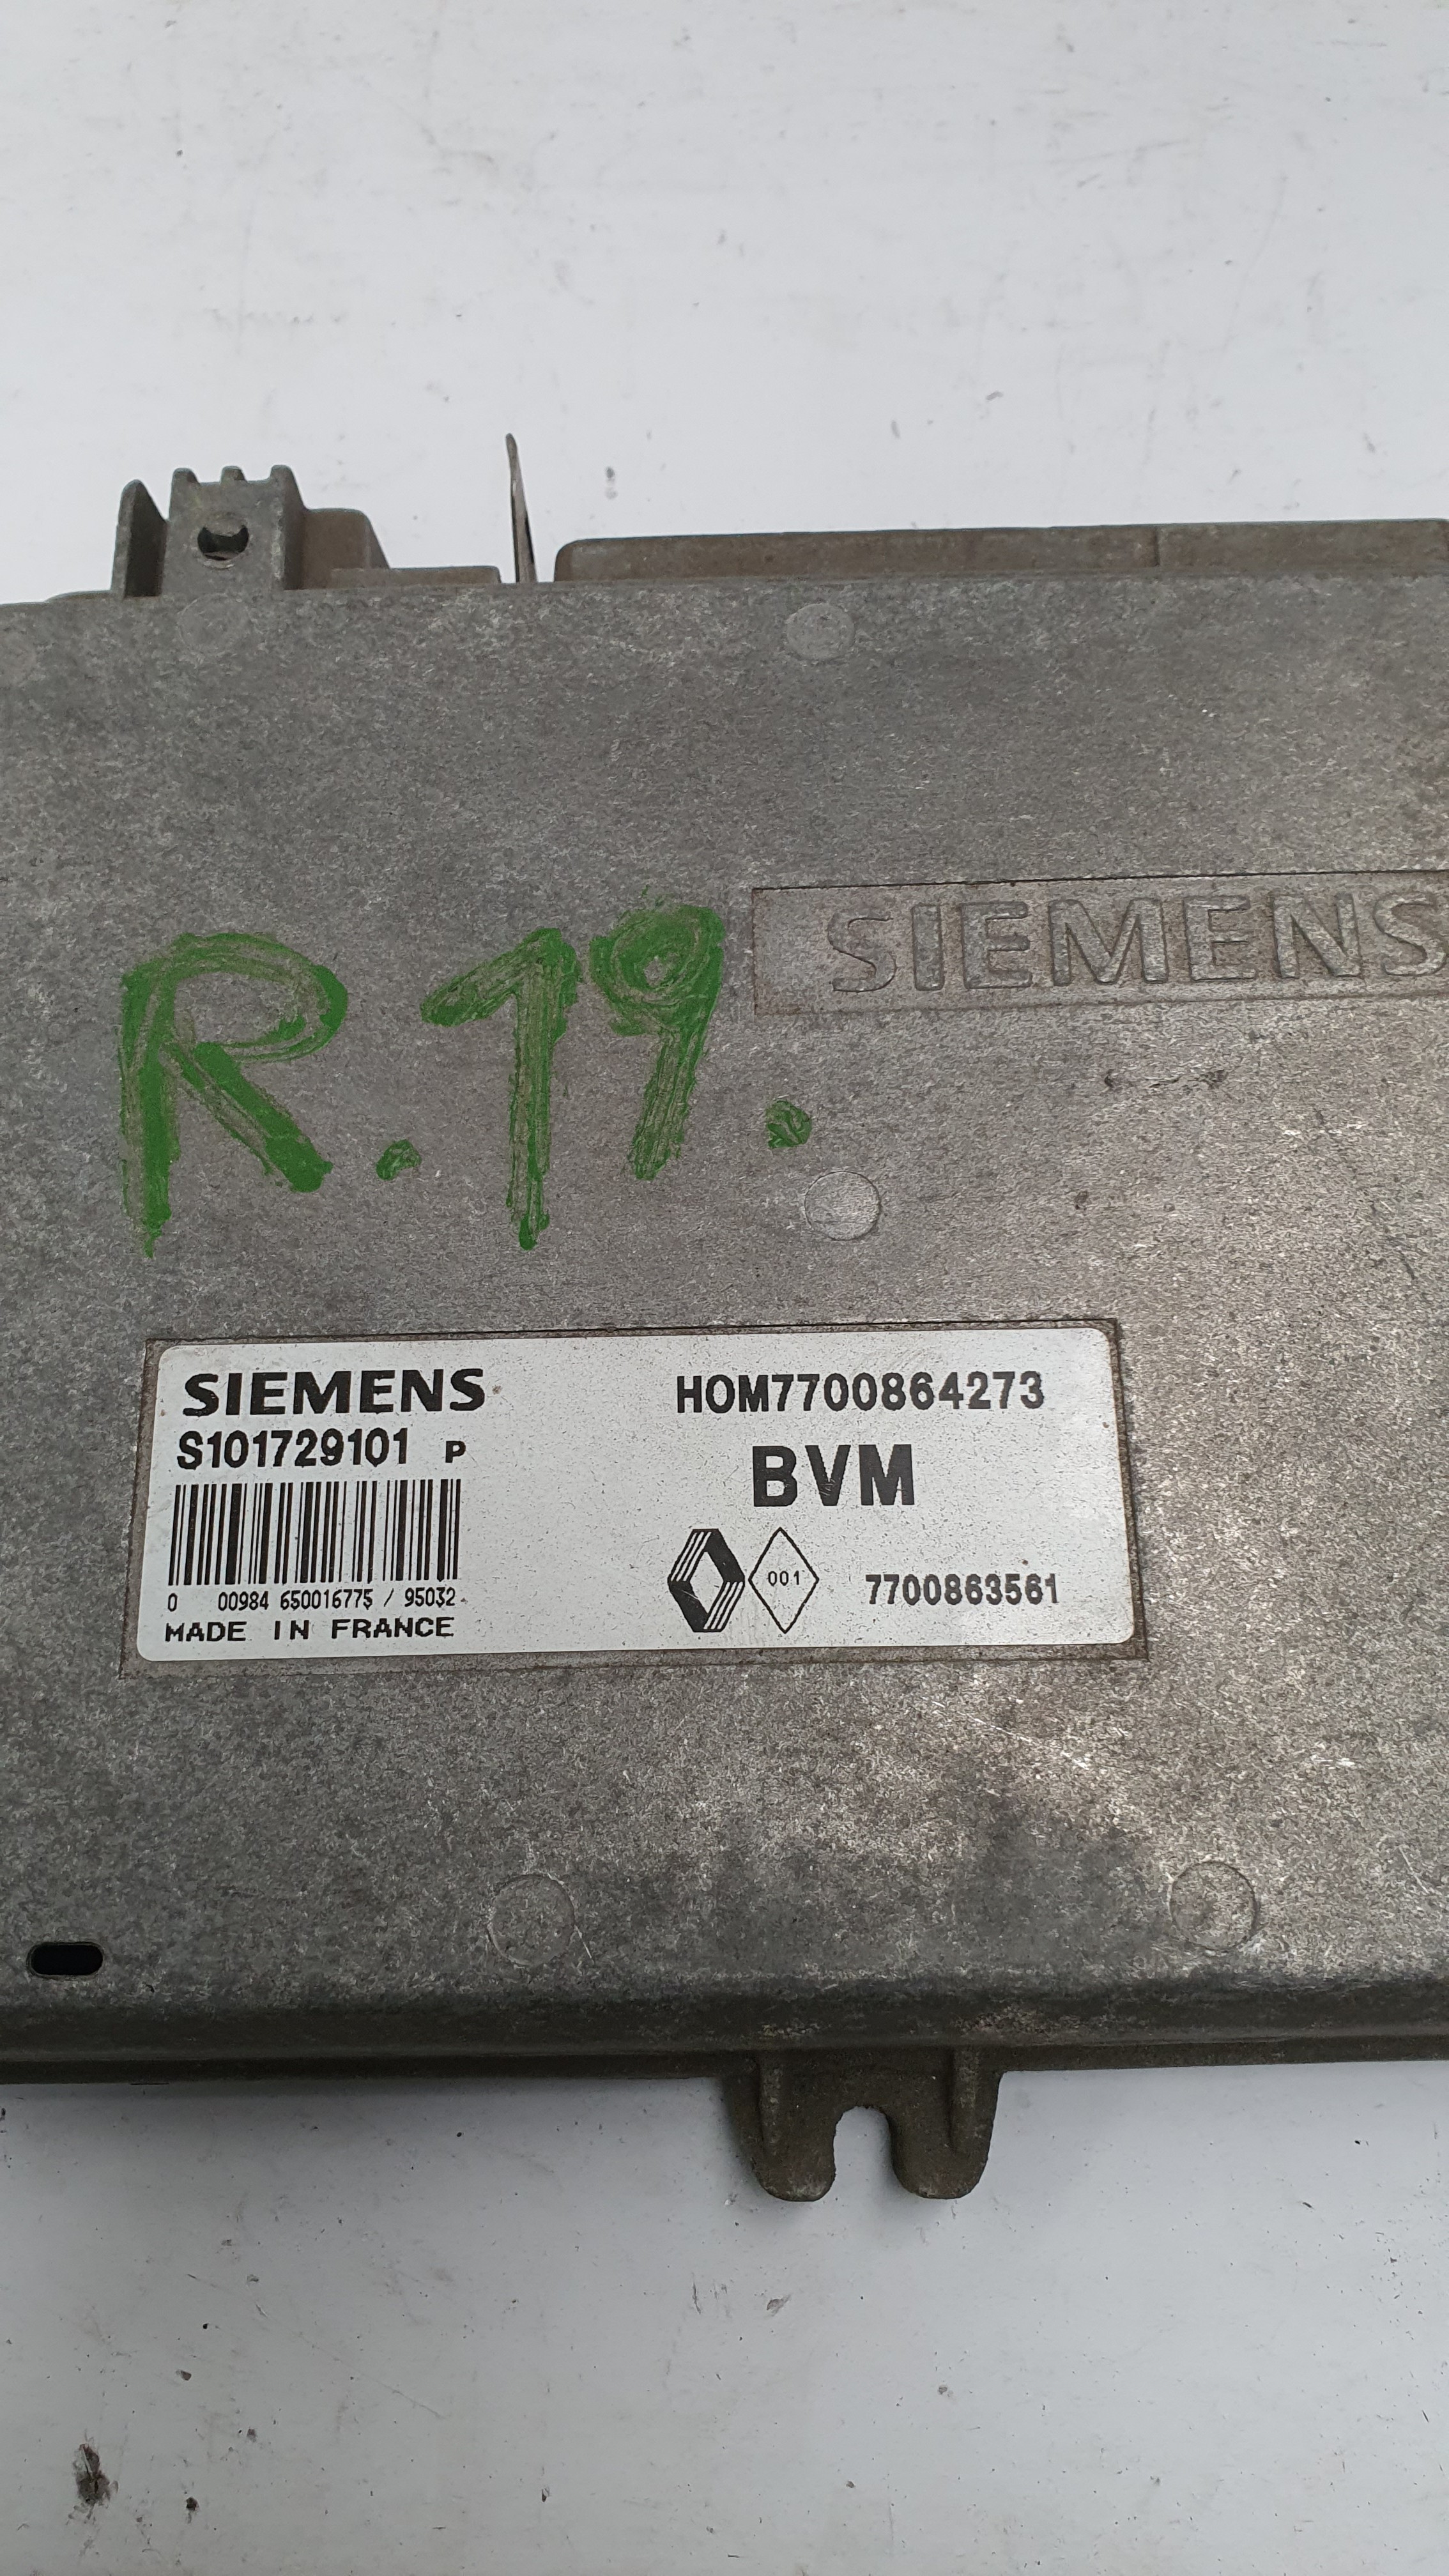 R.19.
SIEMENS
SIEMENS
S101729101 P
0 00984 650016775 / 95032
MADE IN FRANCE
HOM7700864273
BVM
001
7700863561